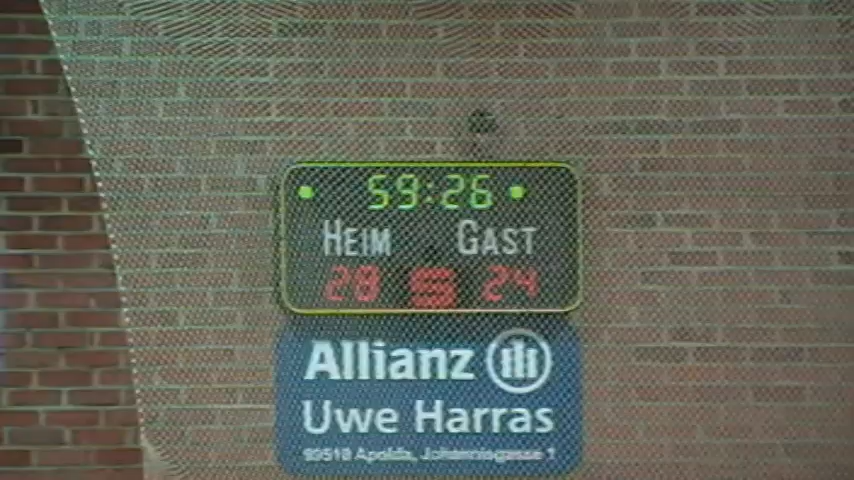 59:26
HEIM GAST
28 24
Allianz
Uwe Harras
99510 Apolda, Johannisgasse 1